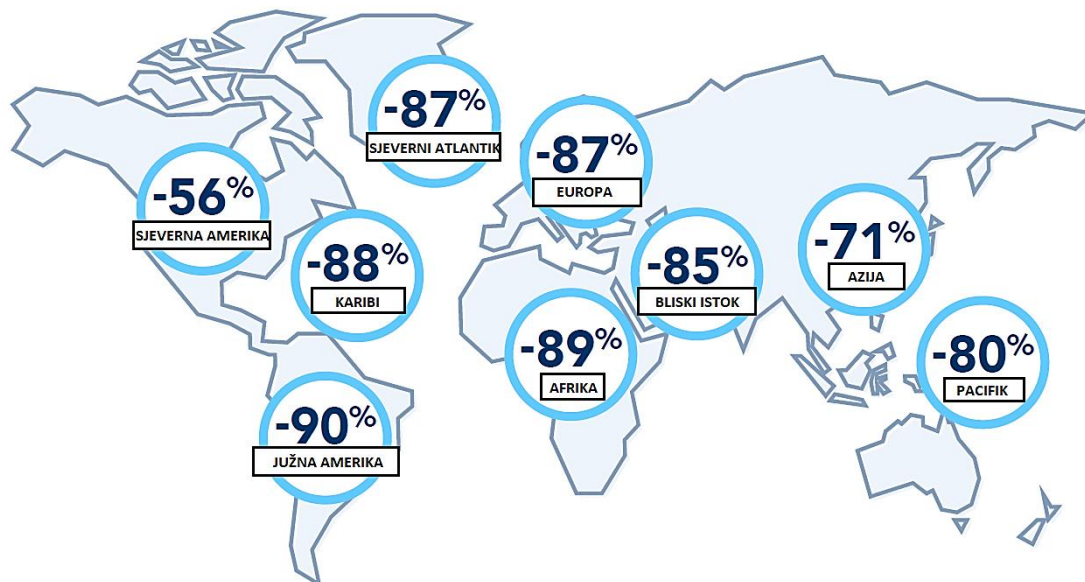 -87%
SJEVERNI ATLANTIK
-87%
EUROPA
-56%
SJEVERNA AMERIKA
-88%
KARIBI
-85%
BLISKI ISTOK
-71%
AZIJA
-89%
AFRIKA
-80%
PACIFIK
-90%
JUŽNA AMERIKA